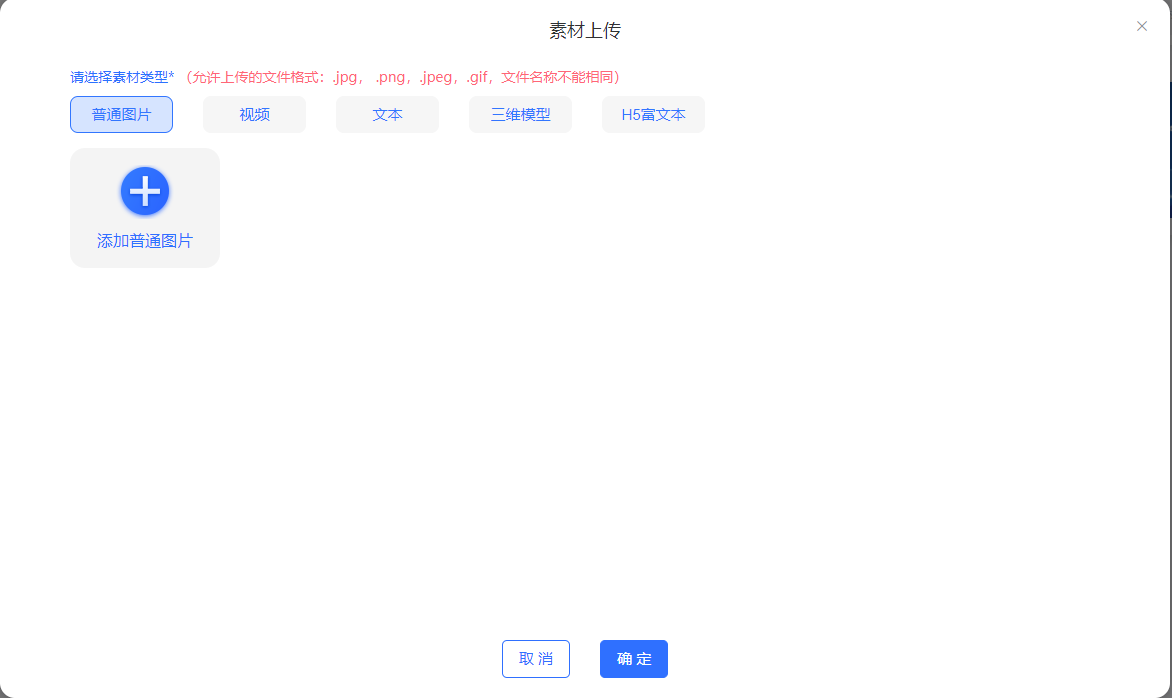 素材上传
请选择素材类型* （允许上传的文件格式：.jpg， .png，.jpeg，.gif，文件名称不能相同）
普通图片 视频 文本 三维模型 H5富文本
添加普通图片
取 消 确 定